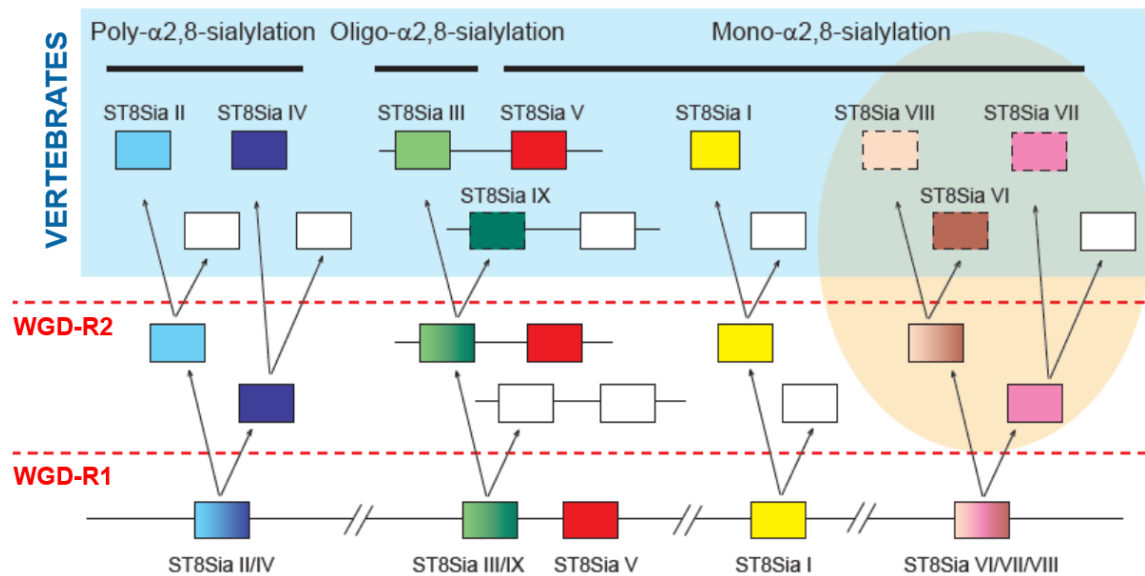 Poly-α2,8-sialylation Oligo-α2,8-sialylation Mono-α2,8-sialylation
VERTEBRATES
ST8Sia II ST8Sia IV ST8Sia III ST8Sia V ST8Sia I ST8Sia VIII ST8Sia VII
ST8Sia IX ST8Sia VI
WGD-R2
WGD-R1
ST8Sia II/IV ST8Sia III/IX ST8Sia V ST8Sia I ST8Sia VI/VII/VIII